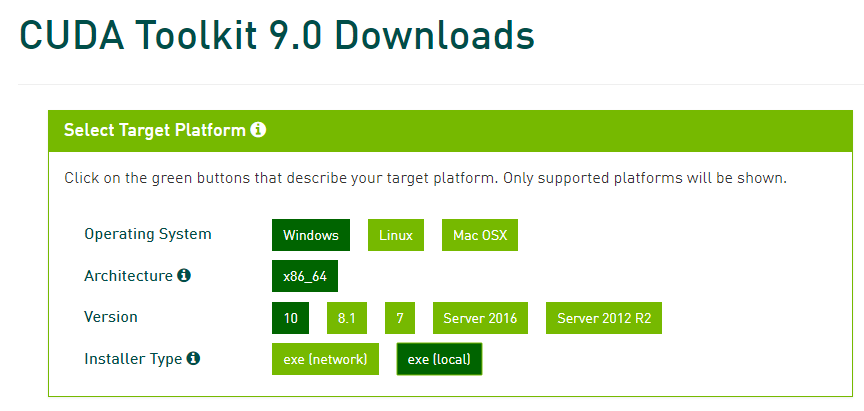 CUDA Toolkit 9.0 Downloads
Select Target Platform
Click on the green buttons that describe your target platform. Only supported platforms will be shown.
Operating System Windows Linux Mac OSX
Architecture x86_64
Version 10 8.1 7 Server 2016 Server 2012 R2
Installer Type exe (network) exe (local)